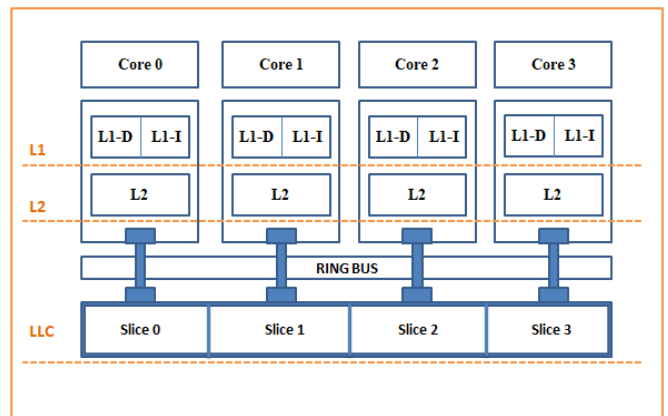 Core 0 Core 1 Core 2 Core 3
L1-D L1-I L1-D L1-I L1-D L1-I L1-D L1-I
L1
L2 L2 L2 L2
L2
RING BUS
LLC Slice 0 Slice 1 Slice 2 Slice 3